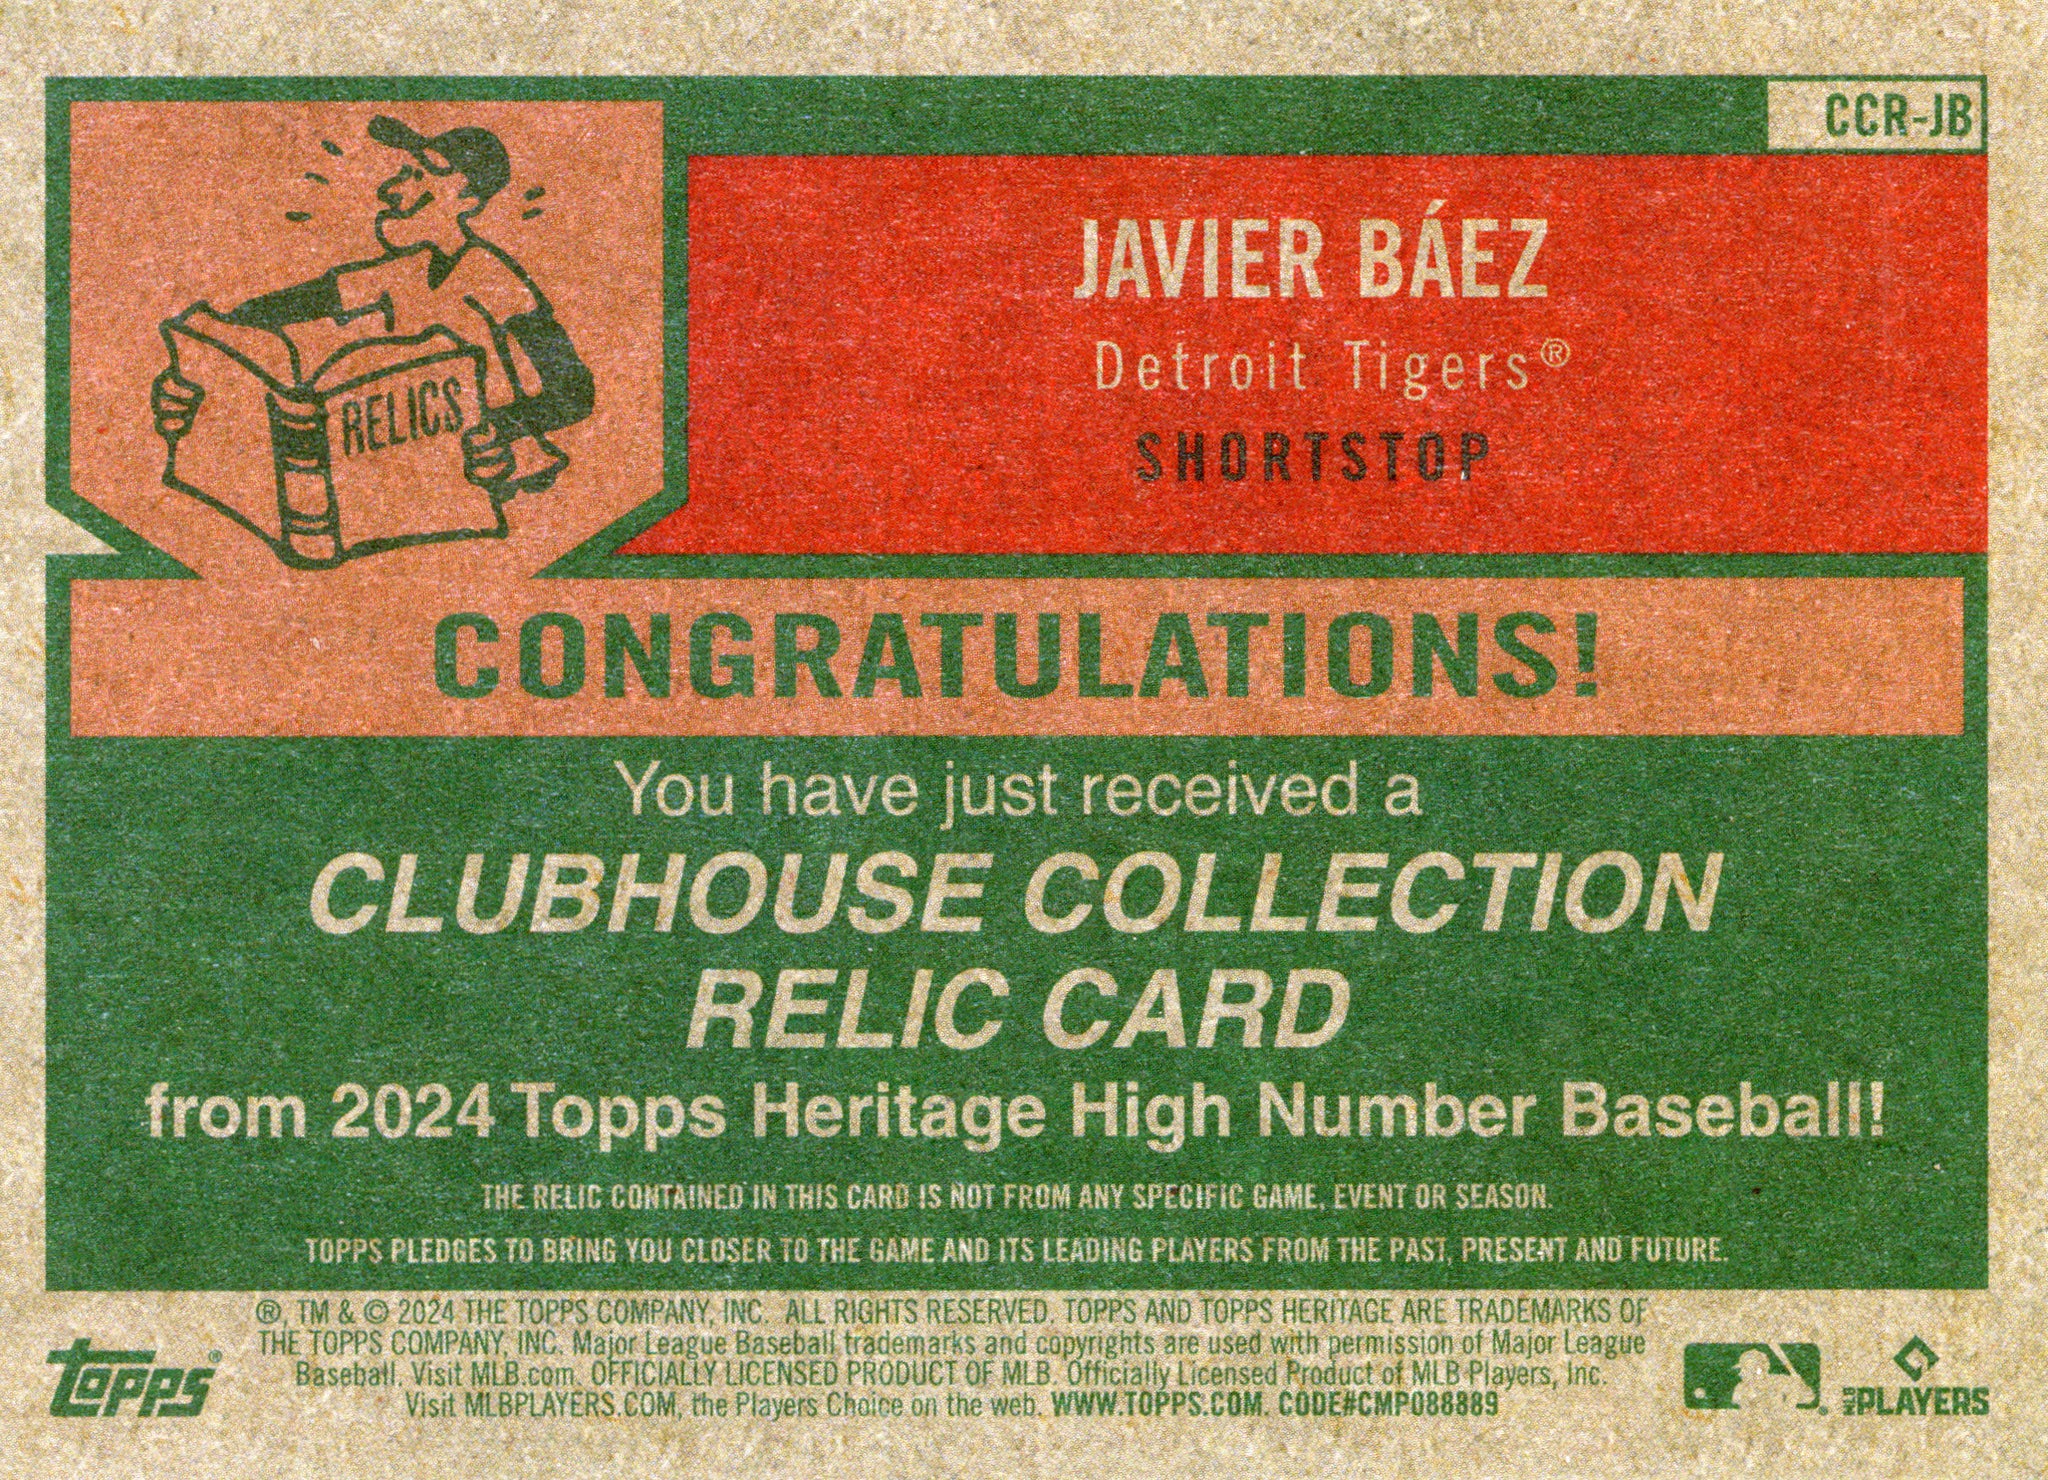 CCR-JB
JAVIER BÁEZ
Detroit Tigers®
SHORTSTOP
RELICS
CONGRATULATIONS!
You have just received a
CLUBHOUSE COLLECTION
RELIC CARD
from 2024 Topps Heritage High Number Baseball!
THE RELIC CONTAINED IN THIS CARD IS NOT FROM ANY SPECIFIC GAME, EVENT OR SEASON.
TOPPS PLEDGES TO BRING YOU CLOSER TO THE GAME AND ITS LEADING PLAYERS FROM THE PAST, PRESENT AND FUTURE.
®, TM & © 2024 THE TOPPS COMPANY, INC. ALL RIGHTS RESERVED. TOPPS AND TOPPS HERITAGE ARE TRADEMARKS OF
THE TOPPS COMPANY, INC. Major League Baseball trademarks and copyrights are used with permission of Major League
Baseball. Visit MLB.com. OFFICIALLY LICENSED PRODUCT OF MLB. Officially Licensed Product of MLB Players, Inc.
Visit MLBPLAYERS.COM, the Players Choice on the web. WWW.TOPPS.COM. CODE#CMP088889
topps®
MLB PLAYERS